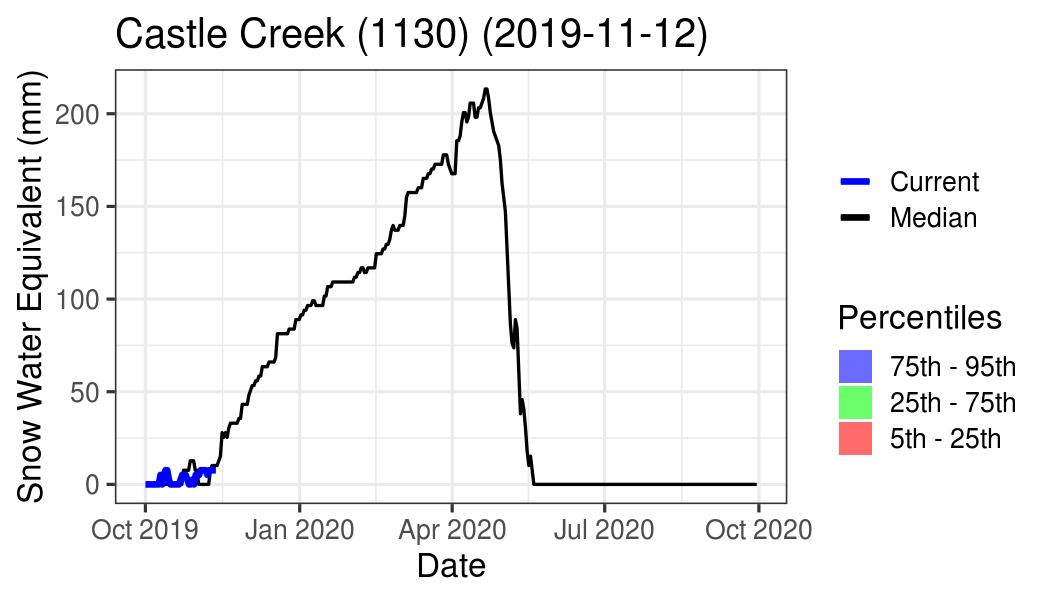 Castle Creek (1130) (2019-11-12)
Snow Water Equivalent (mm)
200
150
100
50
0
Oct 2019 Jan 2020 Apr 2020 Jul 2020 Oct 2020
Date
Current
Median
Percentiles
75th - 95th
25th - 75th
5th - 25th